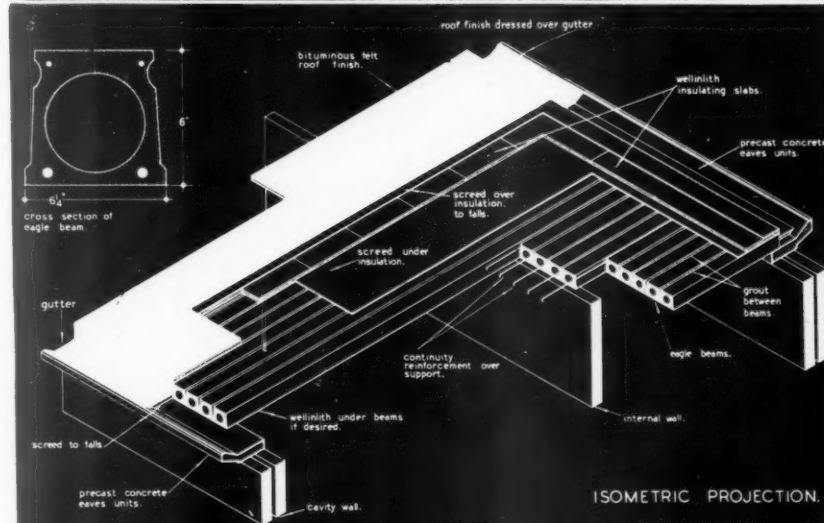 roof finish dressed over gutter
bituminous felt
roof finish.
wellinlith
insulating slabs.
6"
precast concrete
eaves units.
6¼"
cross section of
eagle beam.
screed over
insulation
to falls.
screed under
insulation.
gutter
grout
between
beams.
continuity
reinforcement over
support.
eagle beams.
wellinlith under beams
if desired.
internal wall.
screed to falls
precast concrete
eaves units.
cavity wall.
ISOMETRIC PROJECTION.